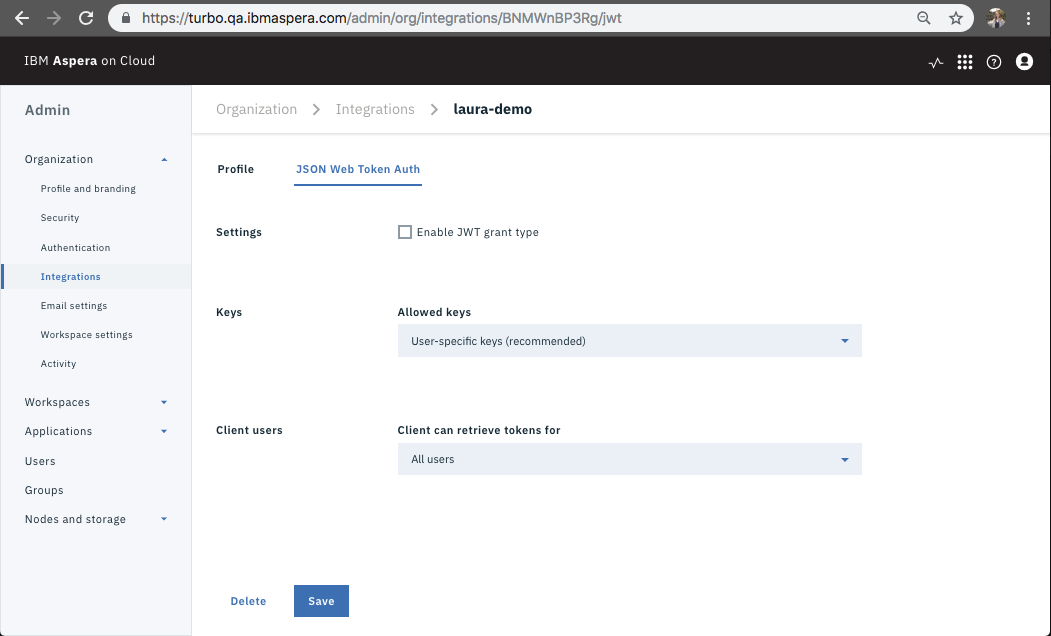 https://turbo.qa.ibmaspera.com/admin/org/integrations/BNMWnBP3Rg/jwt
IBM Aspera on Cloud
Admin
Organization
Profile and branding
Security
Authentication
Integrations
Email settings
Workspace settings
Activity
Workspaces
Applications
Users
Groups
Nodes and storage
Organization > Integrations > laura-demo
Profile JSON Web Token Auth
Settings Enable JWT grant type
Keys Allowed keys
User-specific keys (recommended)
Client users Client can retrieve tokens for
All users
Delete Save